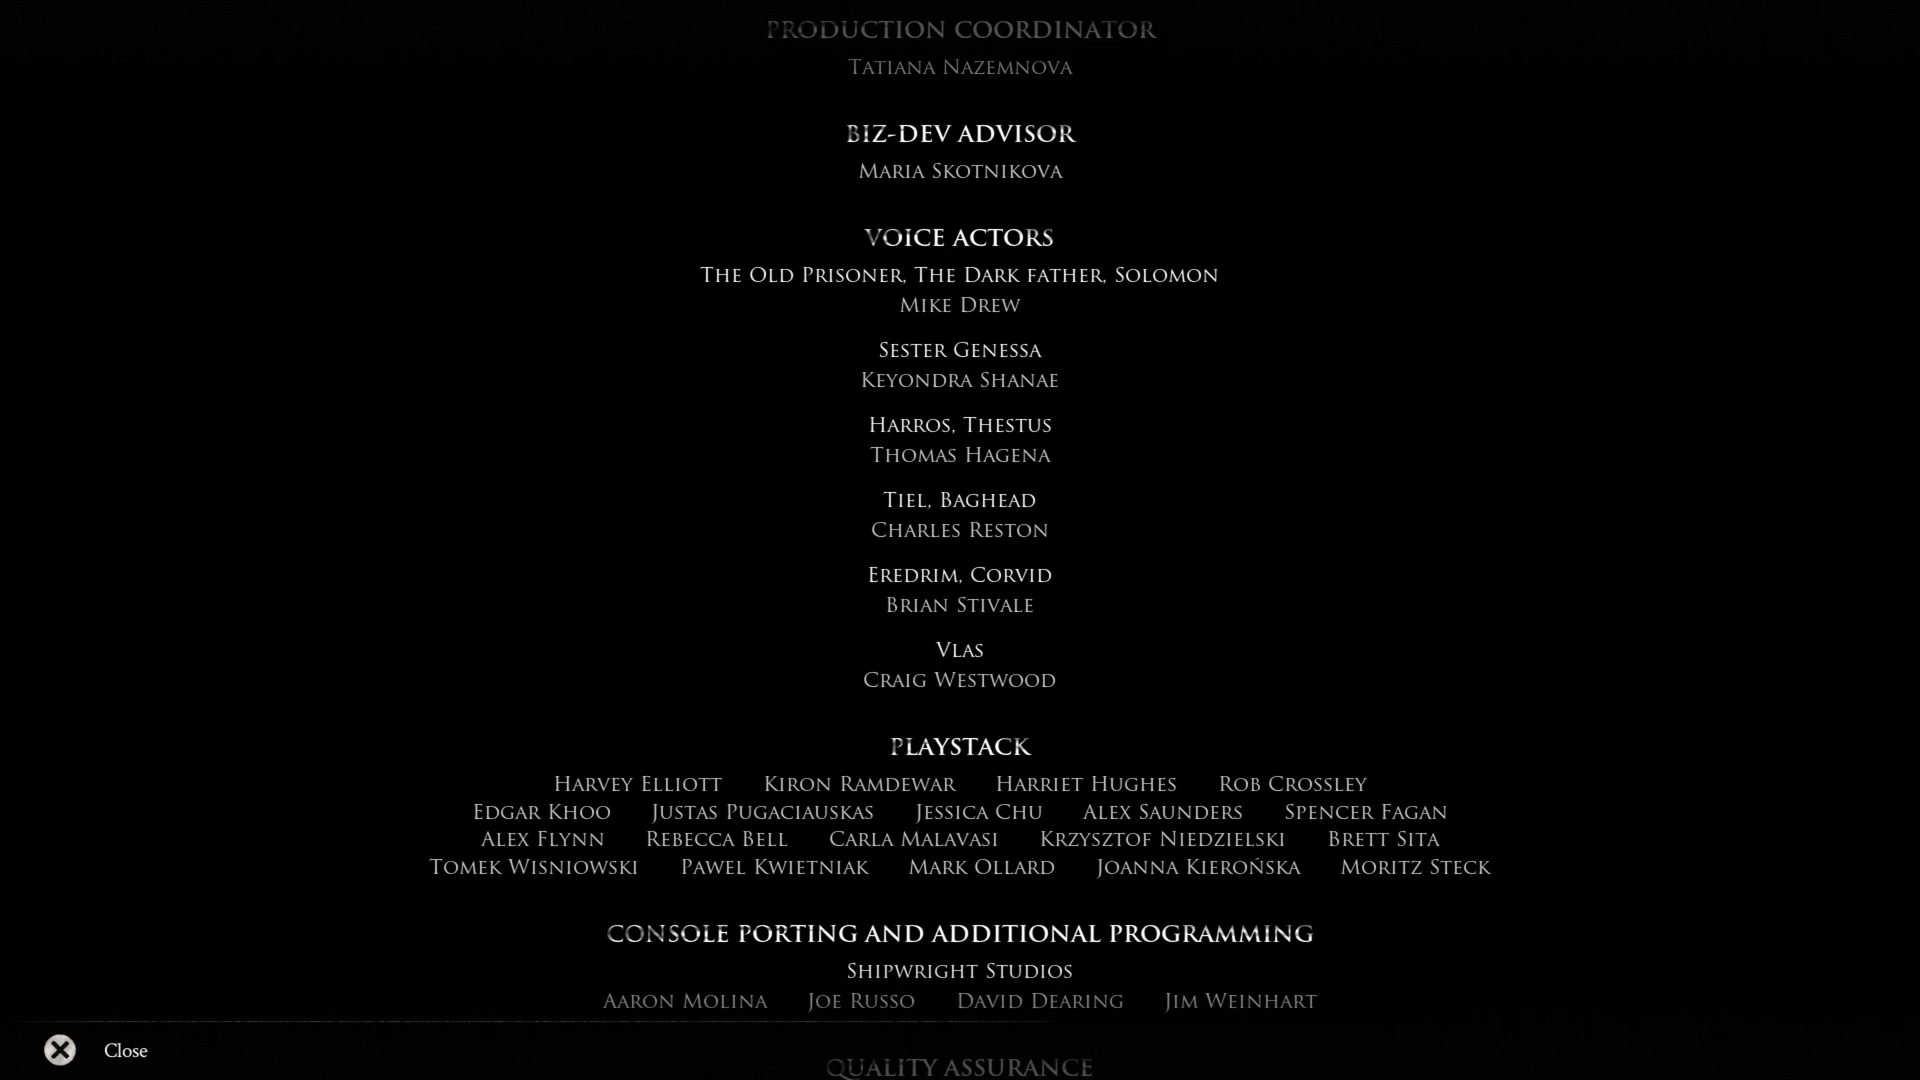 PRODUCTION COORDINATOR
TATIANA NAZEMNOVA
BIZ-DEV ADVISOR
MARIA SKOTNIKOVA
VOICE ACTORS
THE OLD PRISONER, THE DARK FATHER, SOLOMON
MIKE DREW
SESTER GENESSA
KEYONDRA SHANAE
HARROS, THESTUS
THOMAS HAGENA
TIEL, BAGHEAD
CHARLES RESTON
EREDRIM, CORVID
BRIAN STIVALE
VLAS
CRAIG WESTWOOD
PLAYSTACK
HARVEY ELLIOTT KIRON RAMDEWAR HARRIET HUGHES ROB CROSSLEY
EDGAR KHOO JUSTAS PUGACIAUSKAS JESSICA CHU ALEX SAUNDERS SPENCER FAGAN
ALEX FLYNN REBECCA BELL CARLA MALAVASI KRZYSZTOF NIEDZIELSKI BRETT SITA
TOMEK WISNIOWSKI PAWEL KWIETNIAK MARK OLLARD JOANNA KIEROŃSKA MORITZ STECK
CONSOLE PORTING AND ADDITIONAL PROGRAMMING
SHIPWRIGHT STUDIOS
AARON MOLINA JOE RUSSO DAVID DEARING JIM WEINHART
Close
QUALITY ASSURANCE